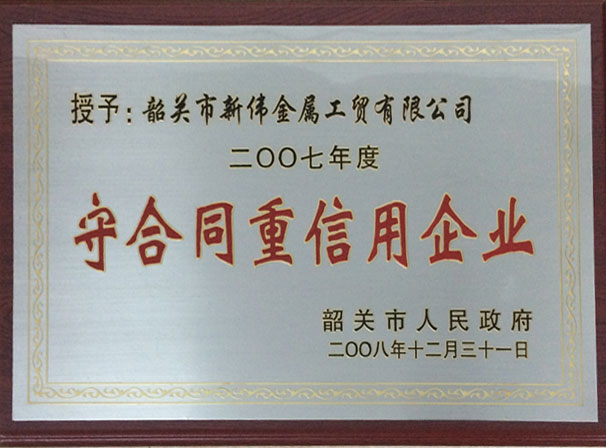 授予：韶关市新伟金属工贸有限公司
二〇〇七年度
守合同重信用企业
韶关市人民政府
二〇〇八年十二月三十一日